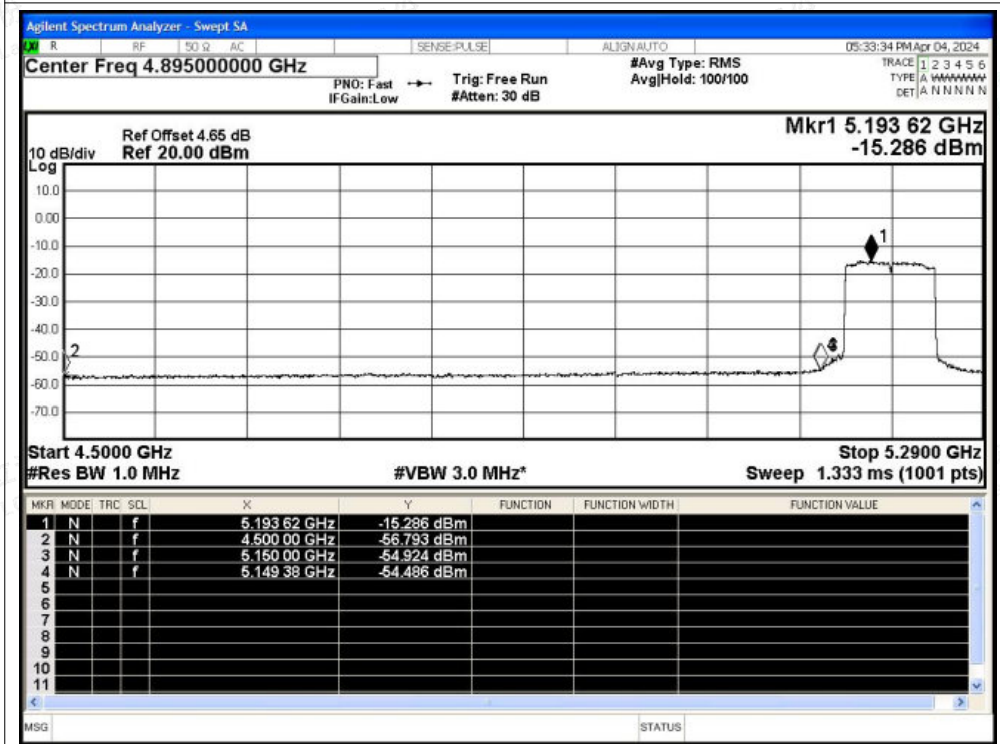 Agilent Spectrum Analyzer - Swept SA
LXI R RF 50 Ω AC SENSE:PULSE ALIGN AUTO 05:33:34 PM Apr 04, 2024
Center Freq 4.895000000 GHz #Avg Type: RMS TRACE 1 2 3 4 5 6
PNO: Fast Trig: Free Run Avg|Hold: 100/100 TYPE A WWWWW
IFGain:Low #Atten: 30 dB DET A N N N N N
Mkr1 5.193 62 GHz
Ref Offset 4.65 dB
10 dB/div Ref 20.00 dBm -15.286 dBm
Log
10.0
0.00
-10.0
1
-20.0
-30.0
-40.0
-50.0 2
-60.0
-70.0
Start 4.5000 GHz Stop 5.2900 GHz
#Res BW 1.0 MHz #VBW 3.0 MHz* Sweep 1.333 ms (1001 pts)
MKR MODE TRC SCL X Y FUNCTION FUNCTION WIDTH FUNCTION VALUE
1 N f 5.193 62 GHz -15.286 dBm
2 N f 4.500 00 GHz -56.793 dBm
3 N f 5.150 00 GHz -54.924 dBm
4 N f 5.149 38 GHz -54.486 dBm
5
6
7
8
9
10
11
MSG STATUS